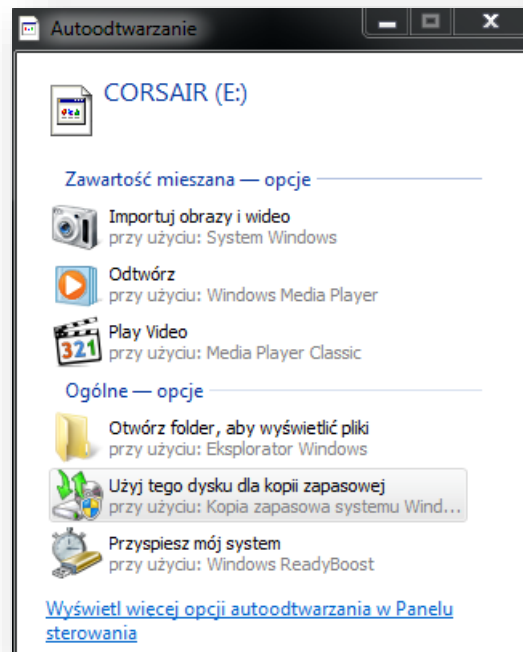 Autoodtwarzanie
CORSAIR (E:)
Zawartość mieszana — opcje
Importuj obrazy i wideo
przy użyciu: System Windows
Odtwórz
przy użyciu: Windows Media Player
Play Video
321
przy użyciu: Media Player Classic
Ogólne — opcje
Otwórz folder, aby wyświetlić pliki
przy użyciu: Eksplorator Windows
Użyj tego dysku dla kopii zapasowej
przy użyciu: Kopia zapasowa systemu Wind...
Przyspiesz mój system
przy użyciu: Windows ReadyBoost
Wyświetl wiecej opcji autoodtwarzania w Panelu
sterowania